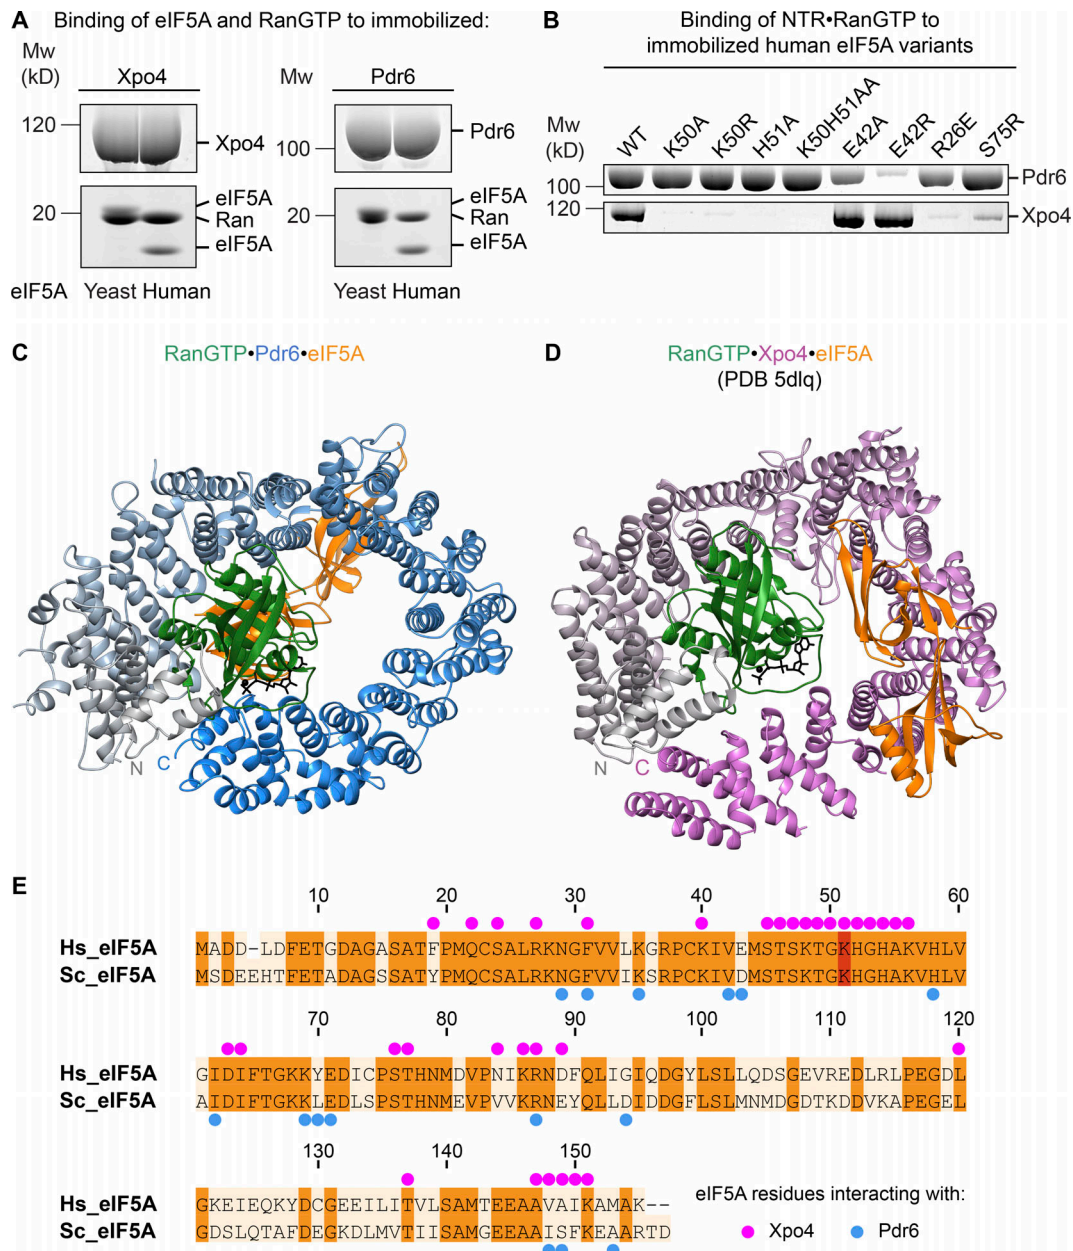 A Binding of eIF5A and RanGTP to immobilized:
Mw
(kD)
Xpo4
120
Xpo4
20
eIF5A
Ran
eIF5A
Mw
Pdr6
100
Pdr6
20
eIF5A
Ran
eIF5A
eIF5A Yeast Human Yeast Human
B Binding of NTR•RanGTP to
immobilized human eIF5A variants
Mw
(kD)
WT K50A K50R H51A K50H51AA E42A E42R R26E S75R
100 Pdr6
120 Xpo4
C RanGTP•Pdr6•eIF5A
N C
D RanGTP•Xpo4•eIF5A
(PDB 5dlq)
N C
E
10 20 30 40 50 60
Hs_eIF5A MADD-LDFETGDAGASATFPMQCSALRKNGFVVLKGRPCKIVEMSTSKTGKHGHAKVHLV
Sc_eIF5A MSDEEHTFETADAGSSATYPMQCSALRKNGFVVIKSRPCKIVDMSTSKTGKHGHAKVHLV
70 80 90 100 110 120
Hs_eIF5A GIDIFTGKKYEDICPSTHNMDVPNIKRNDFQLIGIQDGYLSLLQDSGEVREDLRLPEGDL
Sc_eIF5A AIDIFTGKKLEDLSPSTHNMEVPVVKRNEYQLLDIDDGFLSLMNMDGDTKDDVKAPEGEL
130 140 150
Hs_eIF5A GKEIEQKYDCGEEILITVLSAMTEEAAVAIKAMAK--
Sc_eIF5A GDSLQTAFDEGKDLMVTIISAMGEEAAISFKEAARTD
eIF5A residues interacting with:
Xpo4 Pdr6